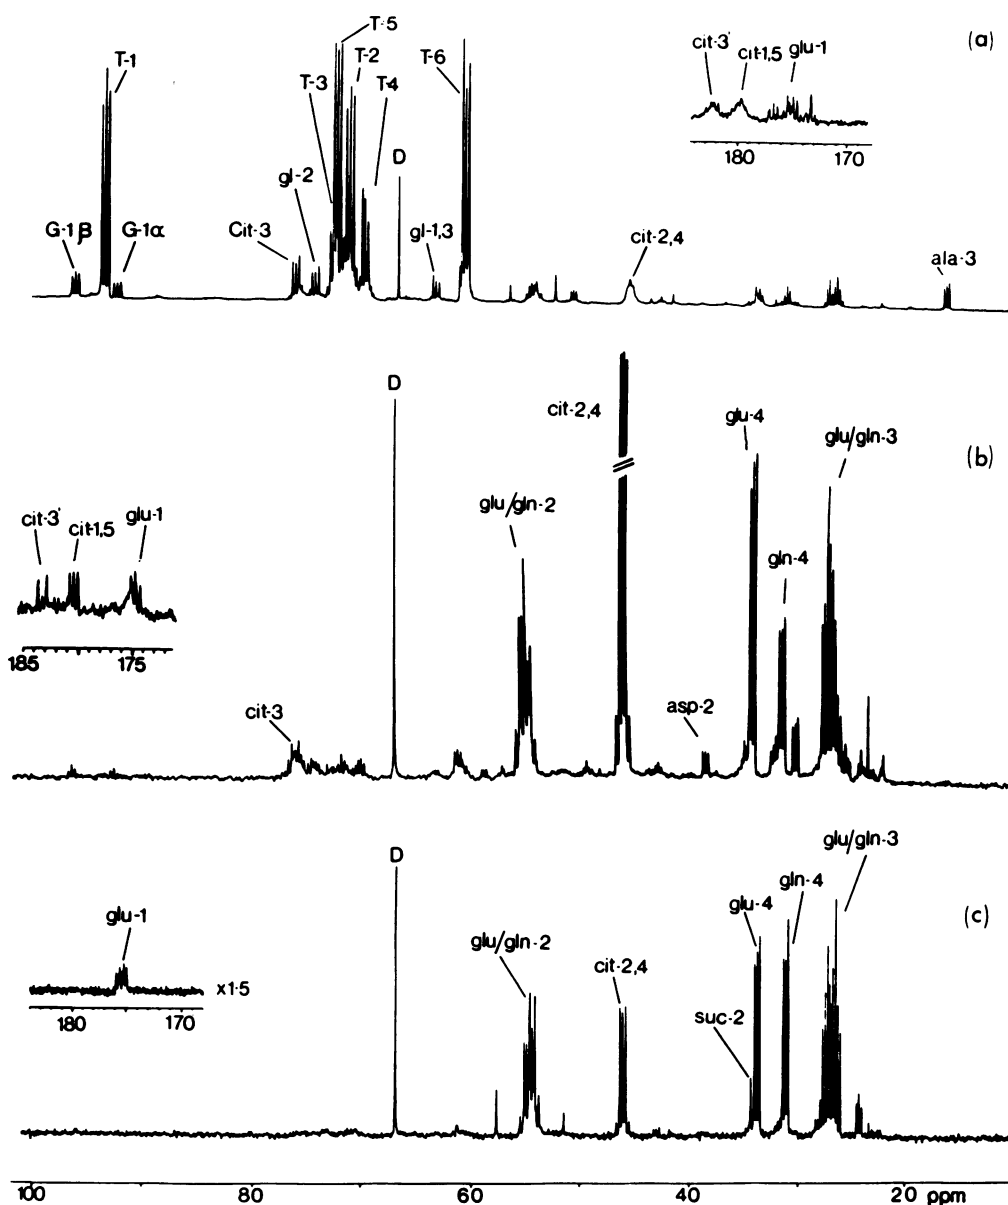 (a)
T-5
T-1
T-3
T-2
T-6
T-4
D
gl-2
G-1β
G-1α
Cit-3
gl-1,3
cit-2,4
ala-3
cit-3'
cit-1,5
glu-1
180
170
(b)
D
cit-2,4
glu-4
glu/gln-3
glu/gln-2
gln-4
cit-3'
cit-1,5
glu-1
185
175
cit-3
asp-2
(c)
D
glu/gln-3
gln-4
glu-4
glu/gln-2
cit-2,4
suc-2
glu-1
x1·5
180
170
100
80
60
40
20 ppm